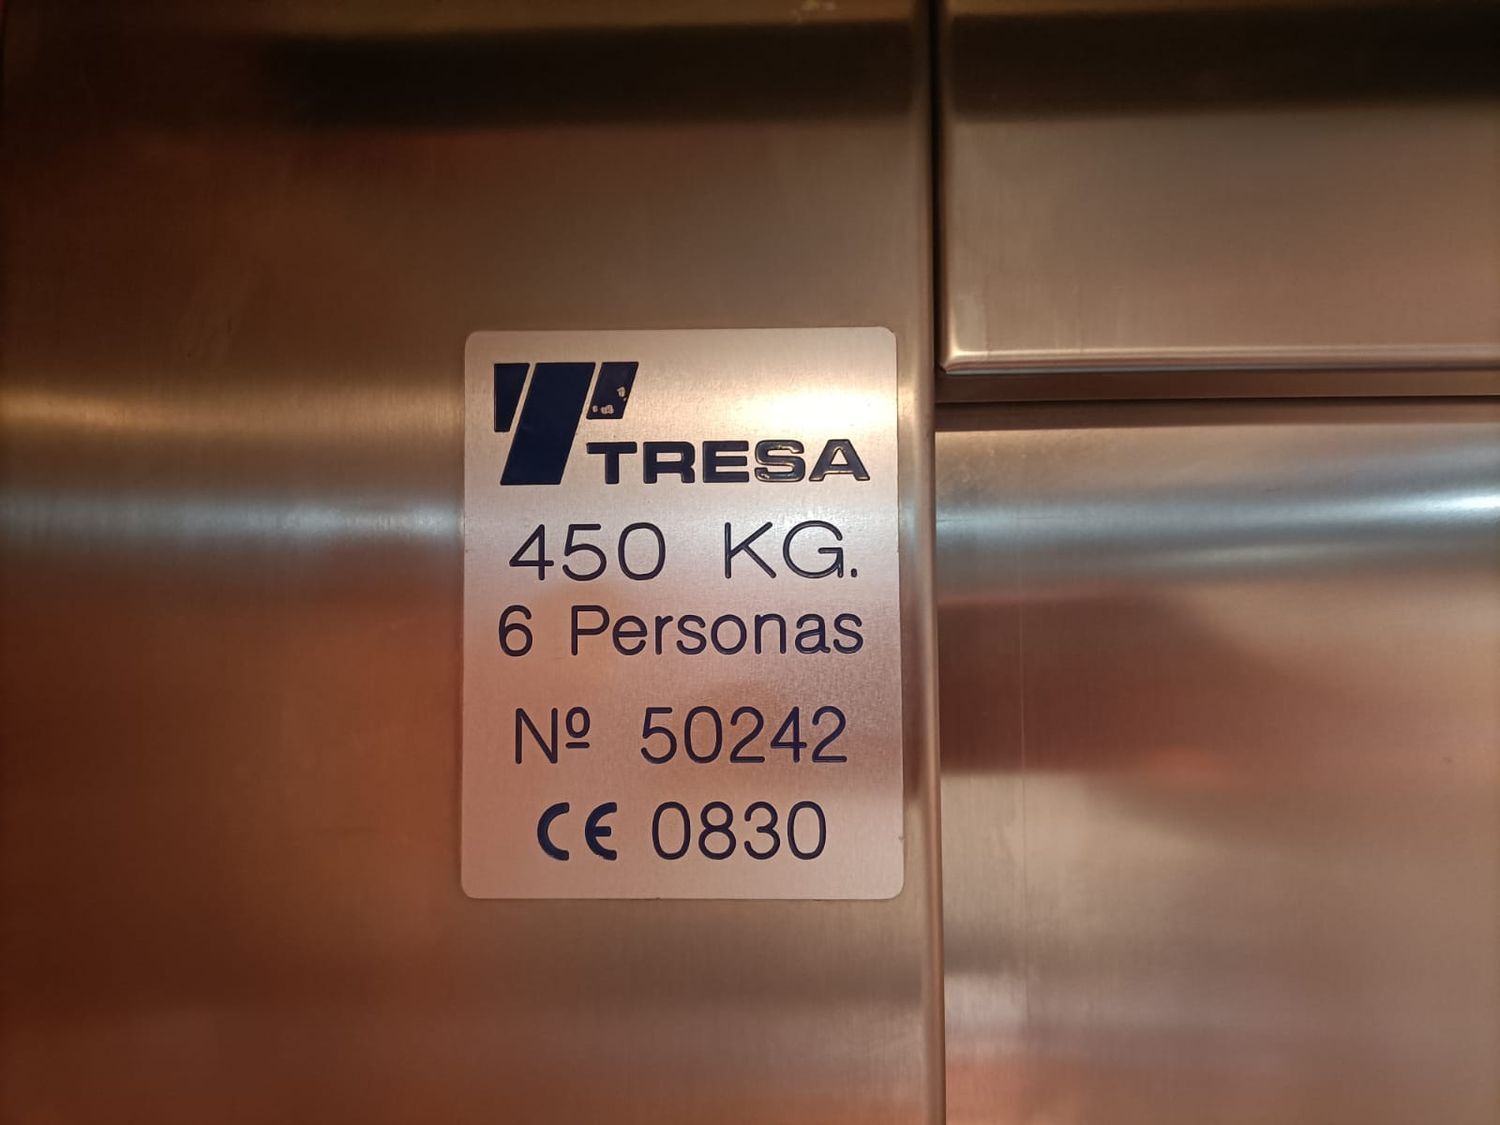 TRESA
450 KG.
6 Personas
Nº 50242
CE 0830